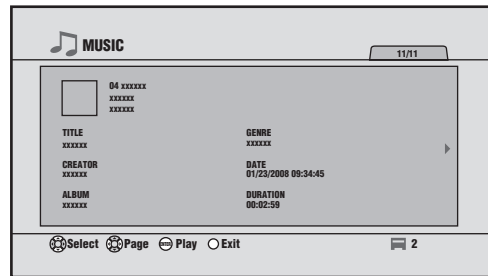 MUSIC
11/11
04 xxxxxx
xxxxxx
xxxxxx
TITLE
xxxxxx
GENRE
xxxxxx
CREATOR
xxxxxx
DATE
01/23/2008 09:34:45
ALBUM
xxxxxx
DURATION
00:02:59
Select Page ENTER Play Exit 2